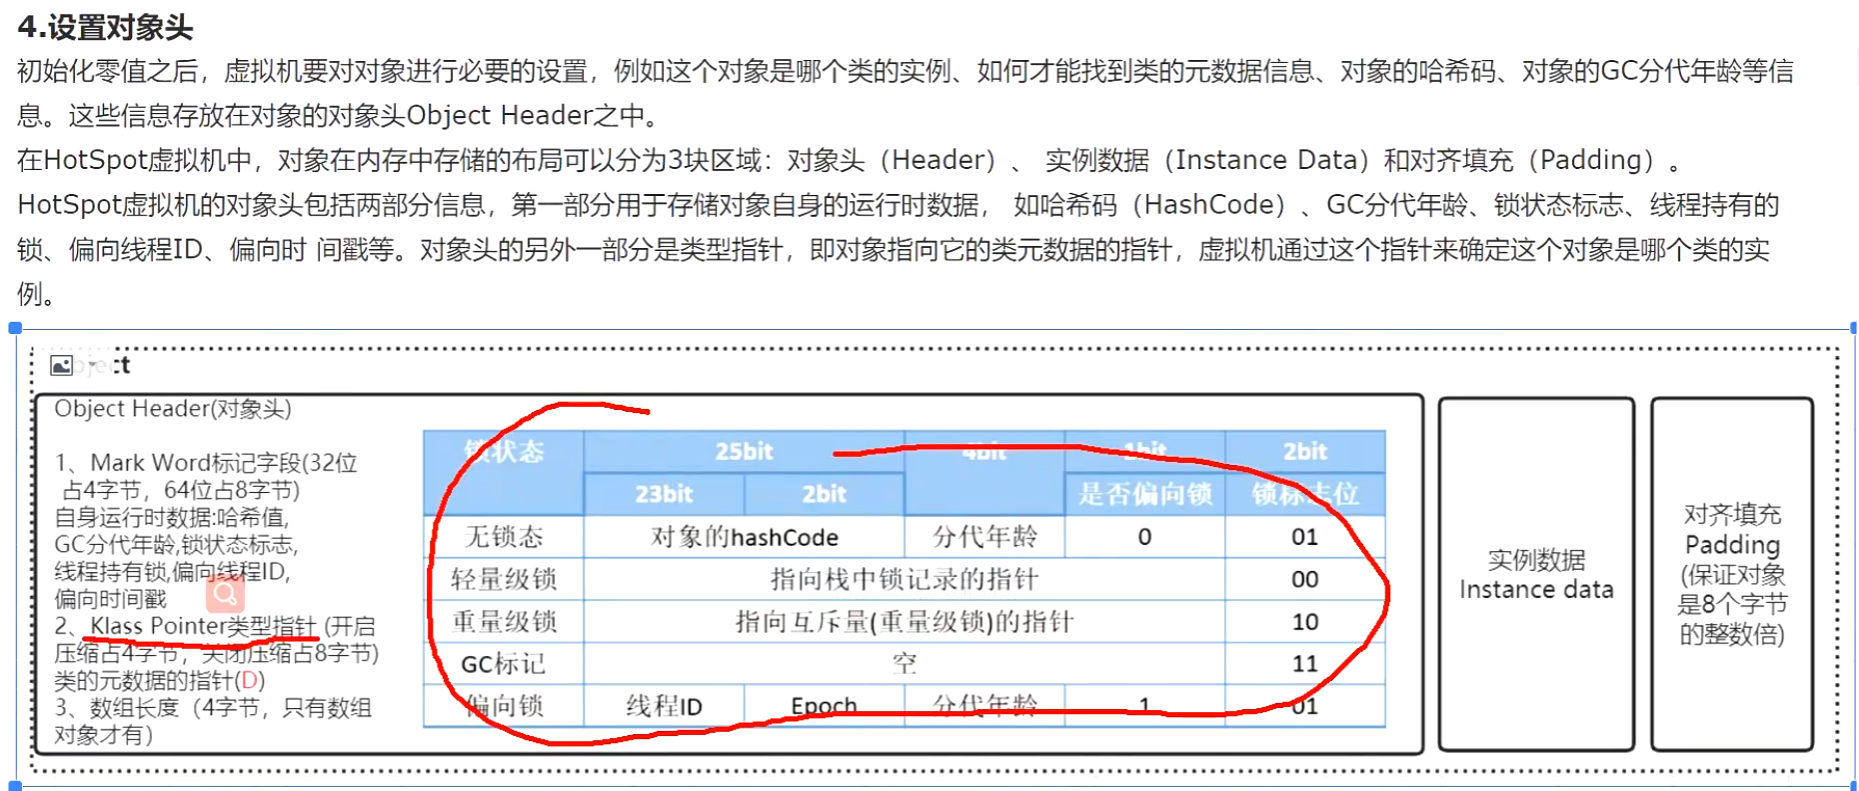 4.设置对象头
初始化零值之后，虚拟机要对对象进行必要的设置，例如这个对象是哪个类的实例、如何才能找到类的元数据信息、对象的哈希码、对象的GC分代年龄等信
息。这些信息存放在对象的对象头Object Header之中。
在HotSpot虚拟机中，对象在内存中存储的布局可以分为3块区域：对象头（Header）、 实例数据（Instance Data）和对齐填充（Padding）。
HotSpot虚拟机的对象头包括两部分信息，第一部分用于存储对象自身的运行时数据， 如哈希码（HashCode）、GC分代年龄、锁状态标志、线程持有的
锁、偏向线程ID、偏向时 间戳等。对象头的另外一部分是类型指针，即对象指向它的类元数据的指针，虚拟机通过这个指针来确定这个对象是哪个类的实
例。
Object
Object Header(对象头)
1、Mark Word标记字段(32位
占4字节，64位占8字节)
自身运行时数据:哈希值,
GC分代年龄,锁状态标志,
线程持有锁,偏向线程ID,
偏向时间戳
2、Klass Pointer类型指针 (开启
压缩占4字节，关闭压缩占8字节)
类的元数据的指针(D)
3、数组长度（4字节，只有数组
对象才有）
锁状态 25bit 4bit 1bit 2bit
23bit 2bit 是否偏向锁 锁标志位
无锁态 对象的hashCode 分代年龄 0 01
轻量级锁 指向栈中锁记录的指针 00
重量级锁 指向互斥量(重量级锁)的指针 10
GC标记 空 11
偏向锁 线程ID Epoch 分代年龄 1 01
实例数据
Instance data
对齐填充
Padding
(保证对象
是8个字节
的整数倍)